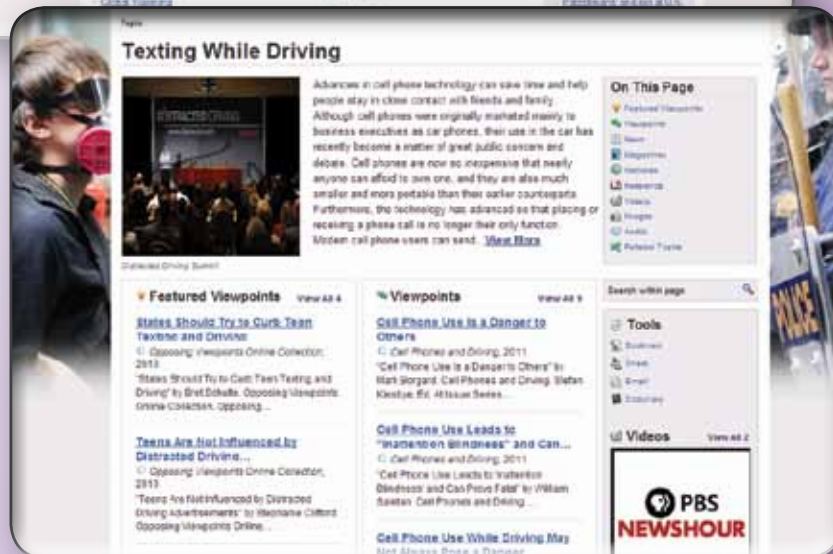 Topic
Texting While Driving
Advances in cell phone technology can save time and help
people stay in close contact with friends and family.
Although cell phones were originally marketed mainly to
business executives as car phones, their use in the car has
recently become a matter of great public concern and
debate. Cell phones are now so inexpensive that nearly
anyone can afford to own one, and they are also much
smaller and more portable than their earlier counterparts.
Furthermore, the technology has advanced so that placing or
receiving a phone call is no longer their only function.
Modern cell phone users can send... View More
DISTRACTED DRIVING
Distracted Driving Summit
On This Page
Featured Viewpoints
Viewpoints
News
Magazines
Websites
Reference
Videos
Images
Audio
Related Topics
Search within page
Featured Viewpoints View All 4
States Should Try to Curb Teen
Texting and Driving
Opposing Viewpoints Online Collection,
2013
"States Should Try to Curb Teen Texting and
Driving" by Bret Schulte. Opposing Viewpoints
Online Collection. Opposing...
Teens Are Not Influenced by
Distracted Driving...
Opposing Viewpoints Online Collection,
2013
"Teens Are Not Influenced by Distracted
Driving Advertisements" by Stephanie Clifford.
Opposing Viewpoints Online...
Viewpoints View All 9
Cell Phone Use Is a Danger to
Others
Cell Phones and Driving, 2011
"Cell Phone Use Is a Danger to Others" by
Cell Phones and Driving. Stefan
Kiesbye, Ed. At Issue Series...
Cell Phone Use Leads to
"Inattention Blindness" and Can...
Cell Phones and Driving, 2011
"Cell Phone Use Leads to 'Inattention
Blindness' and Can Prove Fatal" by William
Saletan. Cell Phones and Driving...
Cell Phone Use While Driving May
Not Always Pose a Danger
Tools
Bookmark
Share
Email
Dictionary
Videos View All 2
PBS
NEWSHOUR
POLICE